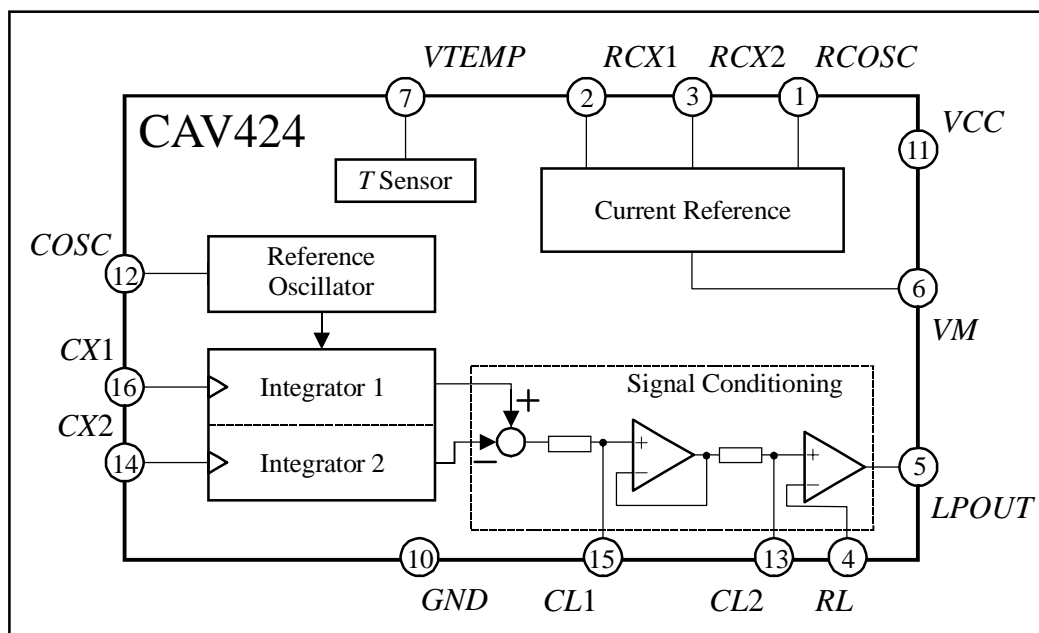 VTEMP
RCX1
RCX2
RCOSC
7
2
3
1
CAV424
VCC
11
T Sensor
Current Reference
COSC
12
Reference
Oscillator
6
VM
CX1
16
Integrator 1
Signal Conditioning
+
CX2
14
Integrator 2
−
+
−
+
−
5
LPOUT
10
15
13
4
GND
CL1
CL2
RL